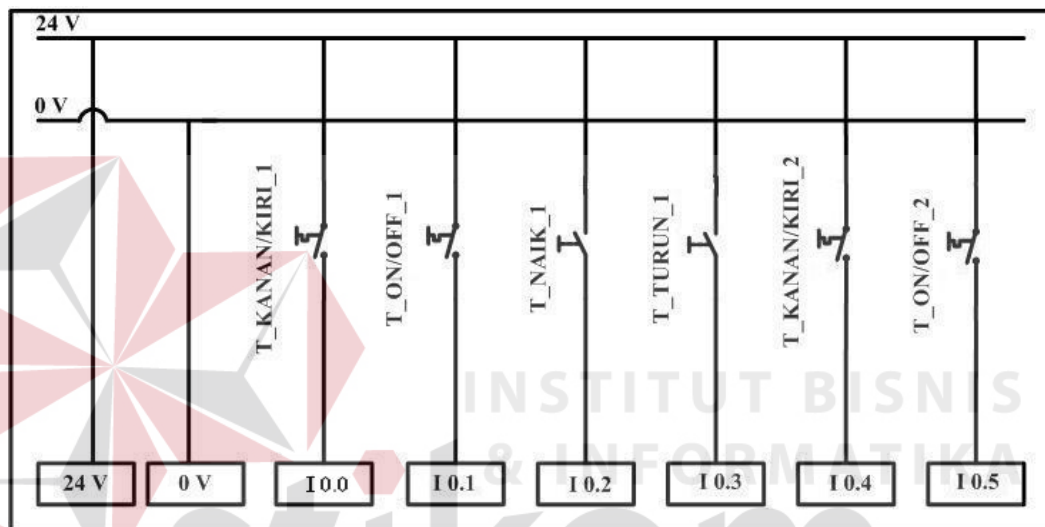 24 V
0 V
T_KANAN/KIRI_1
T_ON/OFF_1
T_NAIK_1
T_TURUN_1
T_KANAN/KIRI_2
T_ON/OFF_2
INSTITUT BISNIS
& INFORMATIKA
24 V
0 V
I 0.0
I 0.1
I 0.2
I 0.3
I 0.4
I 0.5